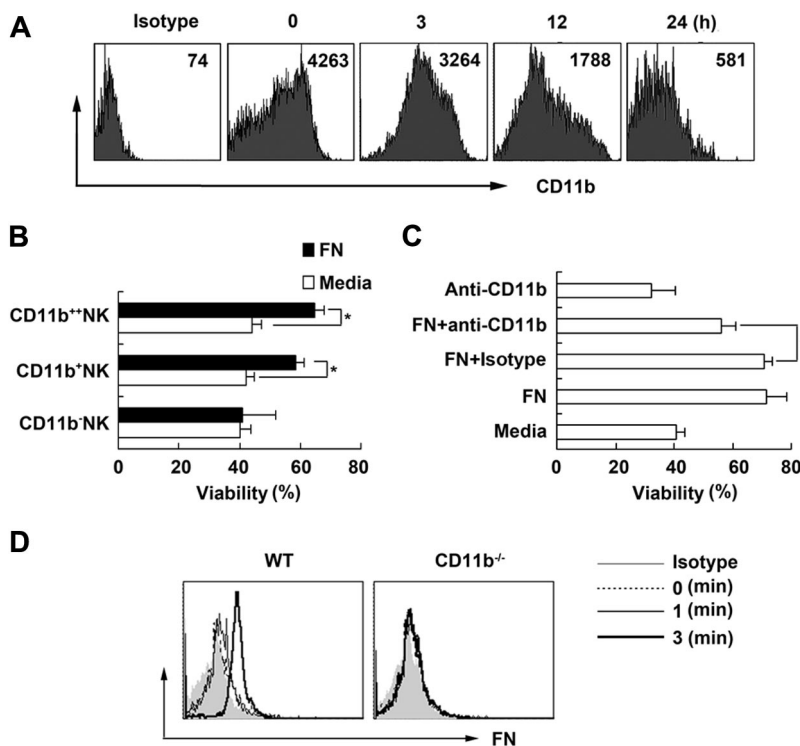 A
Isotype 0 3 12 24 (h)
74 4263 3264 1788 581
CD11b
B
FN
Media
CD11b++NK
*
CD11b+NK
*
CD11b-NK
0 20 40 60 80
Viability (%)
C
Anti-CD11b
FN+anti-CD11b
FN+Isotype
FN
Media
0 20 40 60 80
Viability (%)
D
WT CD11b-/-
Isotype
0 (min)
1 (min)
3 (min)
FN